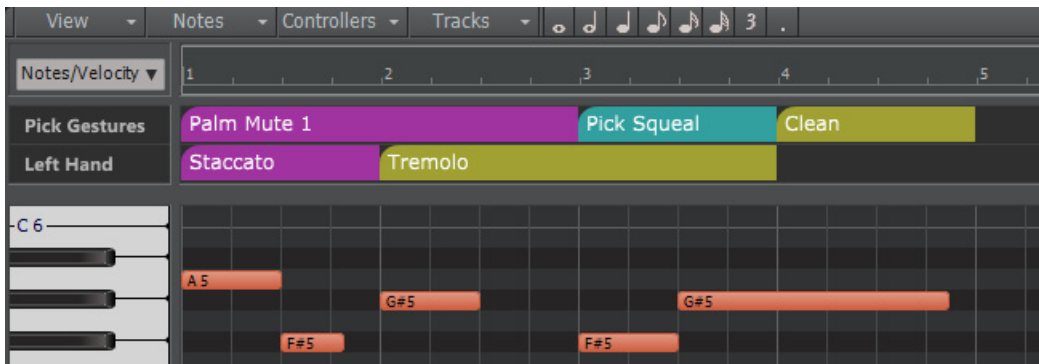 View Notes Controllers Tracks 3 .
Notes/Velocity 1 2 3 4 5
Pick Gestures Palm Mute 1 Pick Squeal Clean
Left Hand Staccato Tremolo
C 6
A 5
G#5 G#5
F#5 F#5